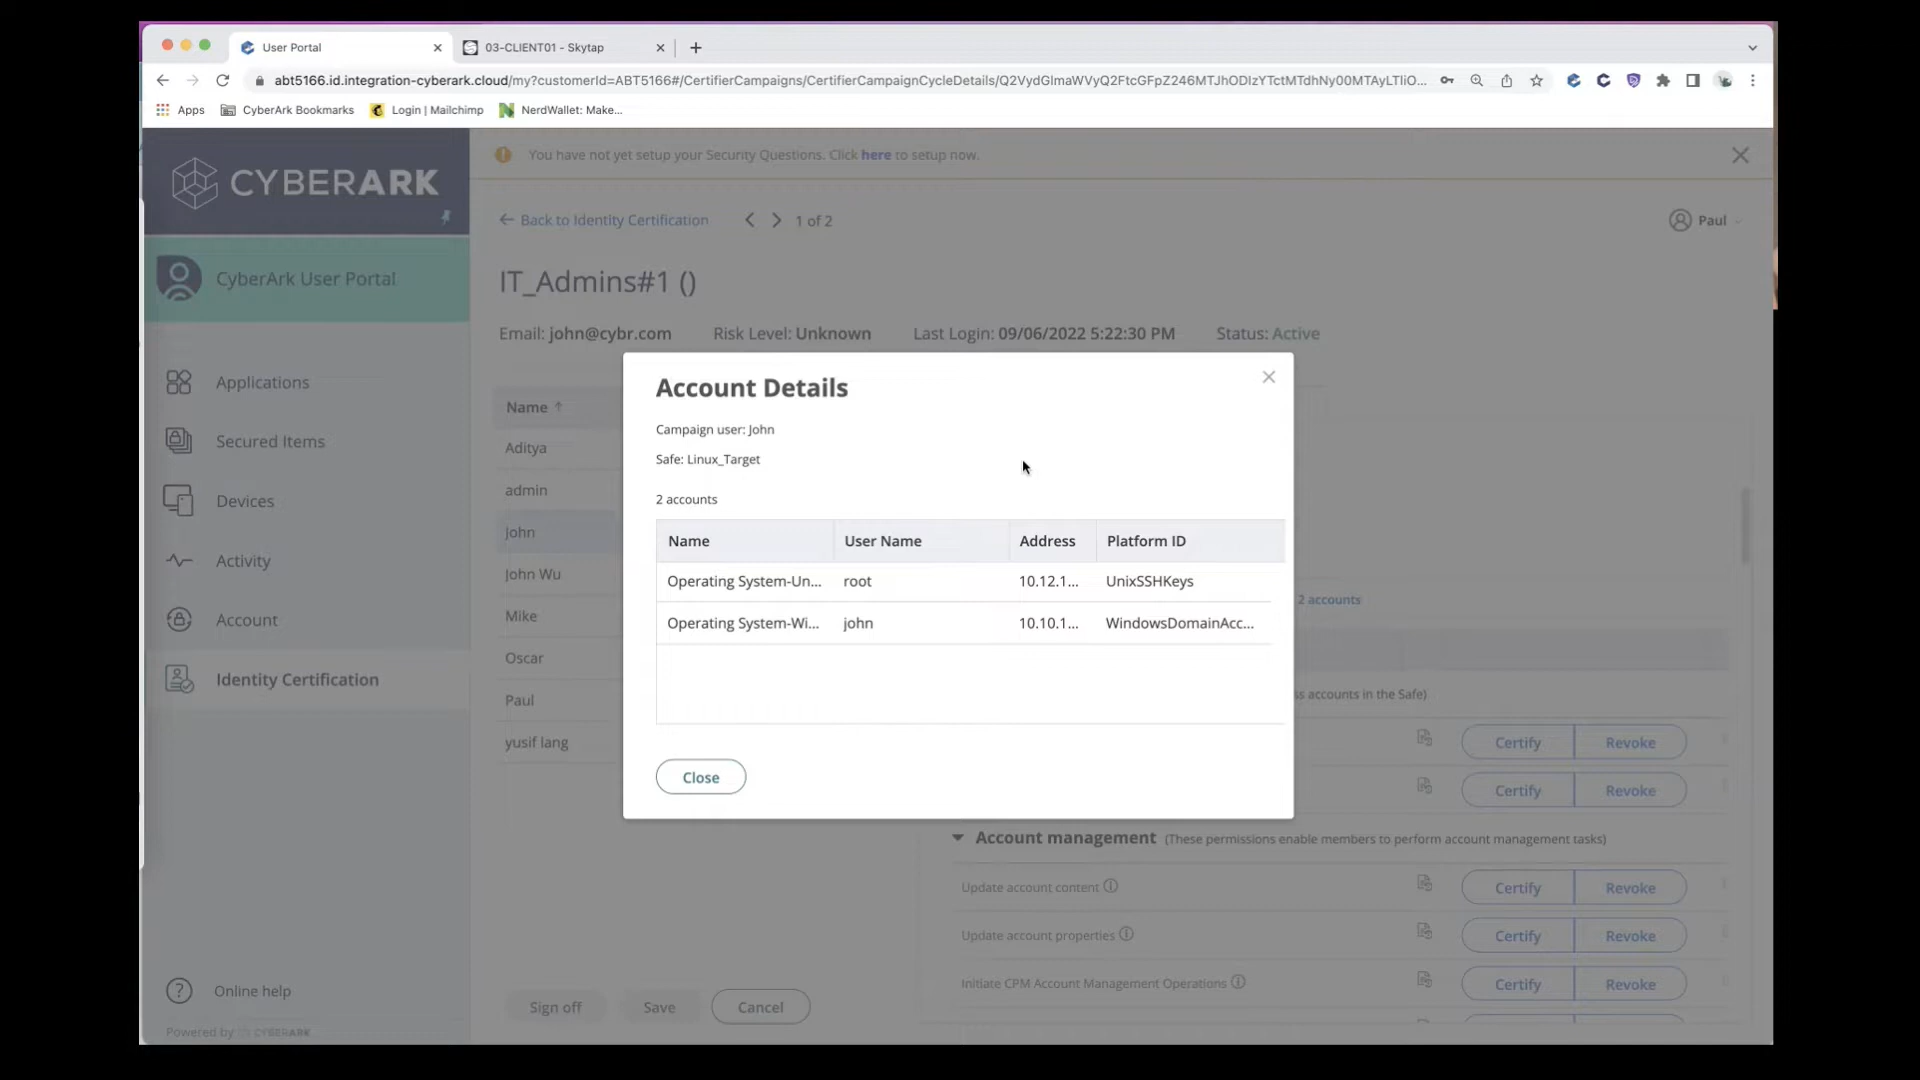 User Portal
03-CLIENT01 - Skytap
abt5166.id.integration-cyberark.cloud/my?customerId=ABT5166#/CertifierCampaigns/CertifierCampaignCycleDetails/
Apps
CyberArk Bookmarks
Login | Mailchimp
NerdWallet: Make...
CYBERARK
You have not yet setup your Security Questions. Click here to setup now.
Back to Identity Certification
1 of 2
Paul
CyberArk User Portal
IT_Admins#1 ()
Email: john@cybr.com
Risk Level: Unknown
Last Login: 09/06/2022 5:22:30 PM
Status: Active
Applications
Secured Items
Devices
Activity
Account
Identity Certification
Online help
Powered by CYBERARK
Name
Aditya
admin
John
John Wu
Mike
Oscar
Paul
yusif lang
Account Details
Campaign user: John
Safe: Linux_Target
2 accounts
Name User Name Address Platform ID
Operating System-Un... root 10.12.1... UnixSSHKeys
Operating System-Wi... john 10.10.1... WindowsDomainAcc...
Close
2 accounts
s accounts in the Safe)
Certify Revoke
Certify Revoke
Account management (These permissions enable members to perform account management tasks)
Update account content Certify Revoke
Update account properties Certify Revoke
Initiate CPM Account Management Operations Certify Revoke
Sign off Save Cancel